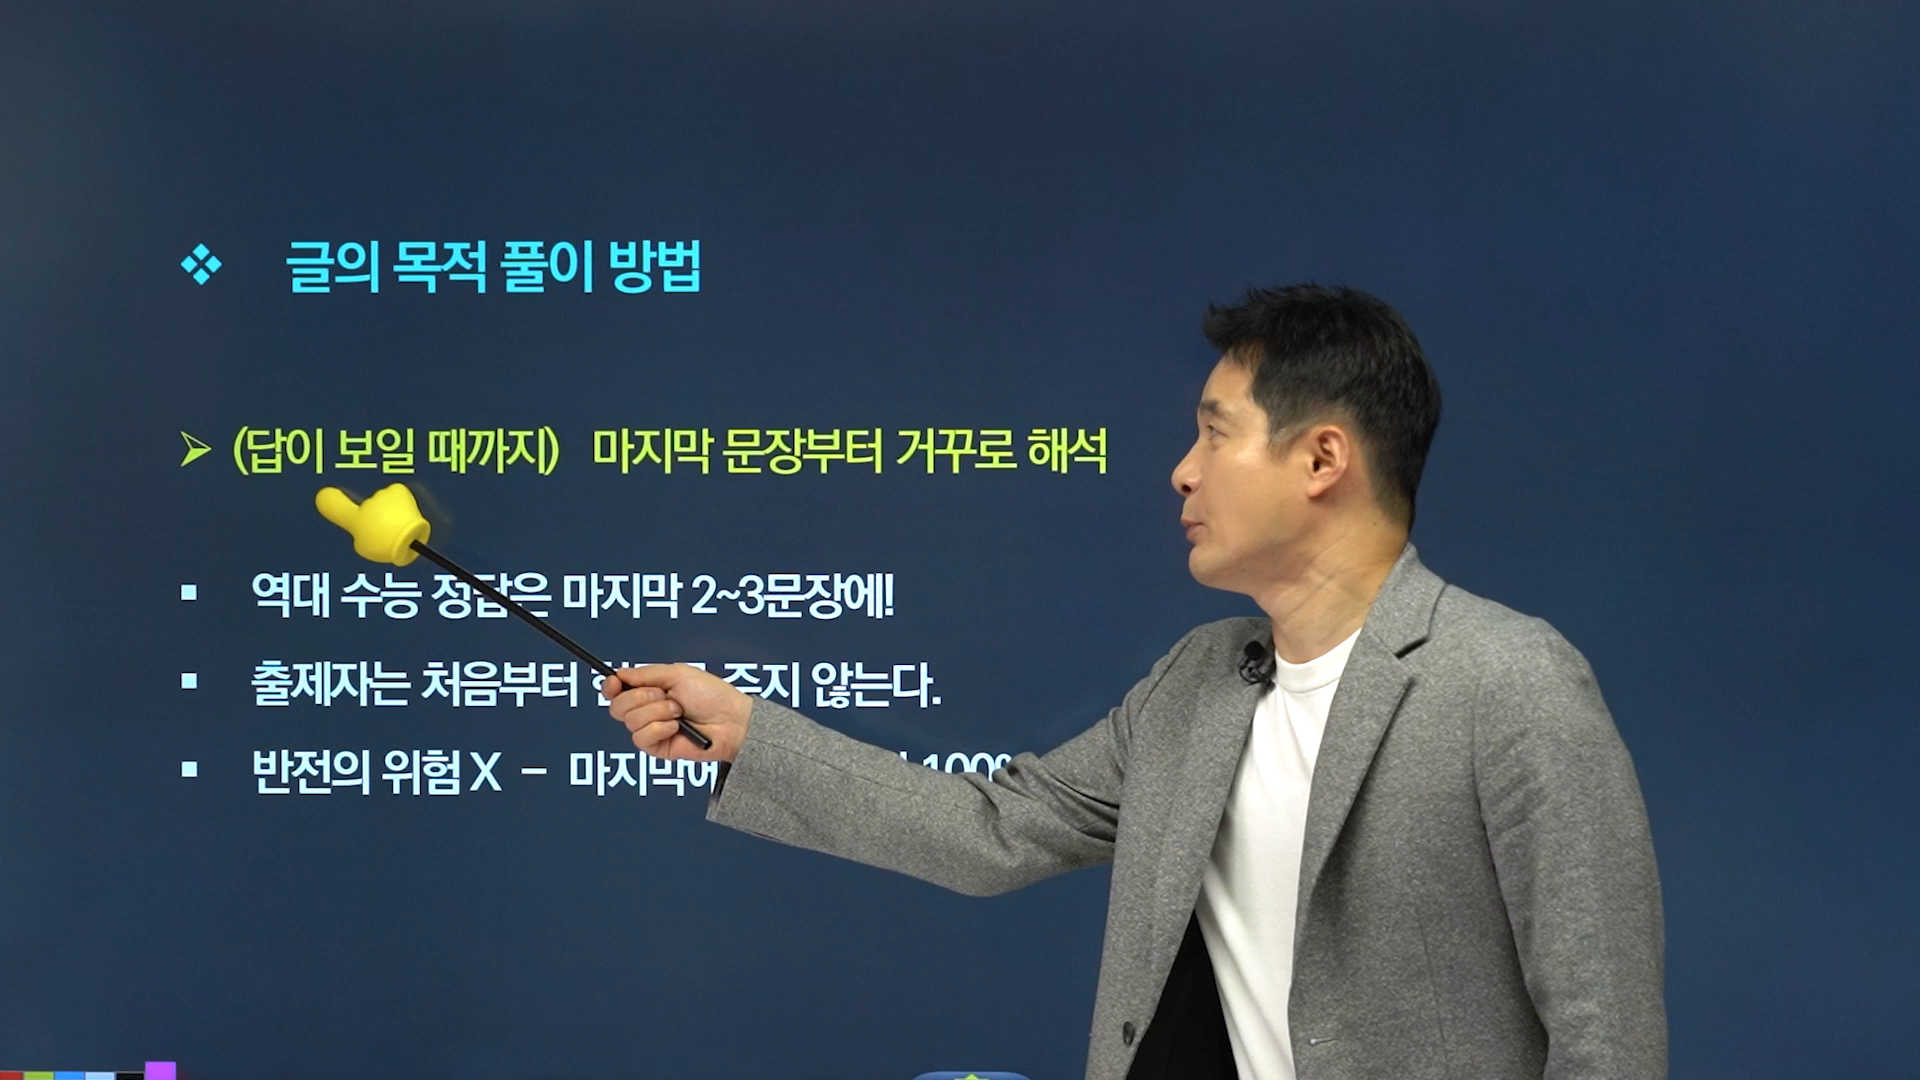 글의 목적 풀이 방법
(답이 보일 때까지) 마지막 문장부터 거꾸로 해석
역대 수능 정답은 마지막 2~3문장에!
출제자는 처음부터 주지 않는다.
반전의 위험 X - 마지막에 100%